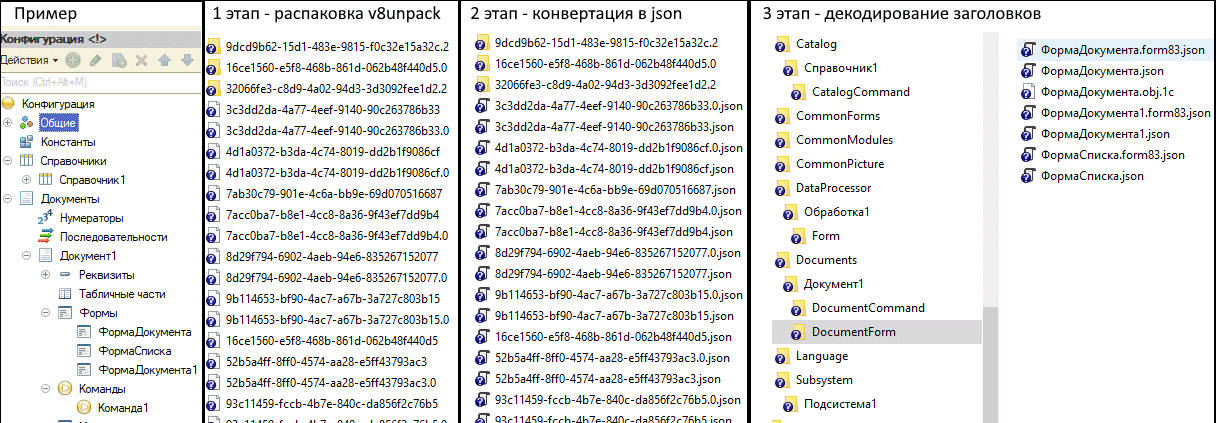 Пример
Конфигурация <!>
Действия
Поиск (Ctrl+Alt+M)
Конфигурация
Общие
Константы
Справочники
Справочник1
Документы
Нумераторы
Последовательности
Документ1
Реквизиты
Табличные части
Формы
ФормаДокумента
ФормаСписка
ФормаДокумента1
Команды
Команда1
1 этап - распаковка v8unpack
9dcd9b62-15d1-483e-9815-f0c32e15a32c.2
16ce1560-e5f8-468b-861d-062b48f440d5.0
32066fe3-c8d9-4a02-94d3-3d3092fee1d2.2
3c3dd2da-4a77-4eef-9140-90c263786b33
3c3dd2da-4a77-4eef-9140-90c263786b33.0
4d1a0372-b3da-4c74-8019-dd2b1f9086cf
4d1a0372-b3da-4c74-8019-dd2b1f9086cf.0
7ab30c79-901e-4c6a-bb9e-69d070516687
7acc0ba7-b8e1-4cc8-8a36-9f43ef7dd9b4
7acc0ba7-b8e1-4cc8-8a36-9f43ef7dd9b4.0
8d29f794-6902-4aeb-94e6-835267152077
8d29f794-6902-4aeb-94e6-835267152077.0
9b114653-bf90-4ac7-a67b-3a727c803b15
9b114653-bf90-4ac7-a67b-3a727c803b15.0
16ce1560-e5f8-468b-861d-062b48f440d5
52b5a4ff-8ff0-4574-aa28-e5ff43937ac3
52b5a4ff-8ff0-4574-aa28-e5ff43937ac3.0
93c11459-fccb-4b7e-840c-da856f2c76b5
2 этап - конвертация в json
9dcd9b62-15d1-483e-9815-f0c32e15a32c.2
16ce1560-e5f8-468b-861d-062b48f440d5.0
32066fe3-c8d9-4a02-94d3-3d3092fee1d2.2
3c3dd2da-4a77-4eef-9140-90c263786b33.0.json
3c3dd2da-4a77-4eef-9140-90c263786b33.json
4d1a0372-b3da-4c74-8019-dd2b1f9086cf.0.json
4d1a0372-b3da-4c74-8019-dd2b1f9086cf.json
7ab30c79-901e-4c6a-bb9e-69d070516687.json
7acc0ba7-b8e1-4cc8-8a36-9f43ef7dd9b4.0.json
7acc0ba7-b8e1-4cc8-8a36-9f43ef7dd9b4.json
8d29f794-6902-4aeb-94e6-835267152077.0.json
8d29f794-6902-4aeb-94e6-835267152077.json
9b114653-bf90-4ac7-a67b-3a727c803b15.0.json
9b114653-bf90-4ac7-a67b-3a727c803b15.json
16ce1560-e5f8-468b-861d-062b48f440d5.json
52b5a4ff-8ff0-4574-aa28-e5ff43937ac3.0.json
52b5a4ff-8ff0-4574-aa28-e5ff43937ac3.json
93c11459-fccb-4b7e-840c-da856f2c76b5.0.json
93c11459-fccb-4b7e-840c-da856f2c76b5.json
3 этап - декодирование заголовков
Catalog
Справочник1
CatalogCommand
CommonForms
CommonModules
CommonPicture
DataProcessor
Обработка1
Form
Documents
Документ1
DocumentCommand
DocumentForm
Language
Subsystem
Подсистема1
ФормаДокумента.form83.json
ФормаДокумента.json
ФормаДокумента.obj.1c
ФормаДокумента1.form83.json
ФормаДокумента1.json
ФормаСписка.form83.json
ФормаСписка.json